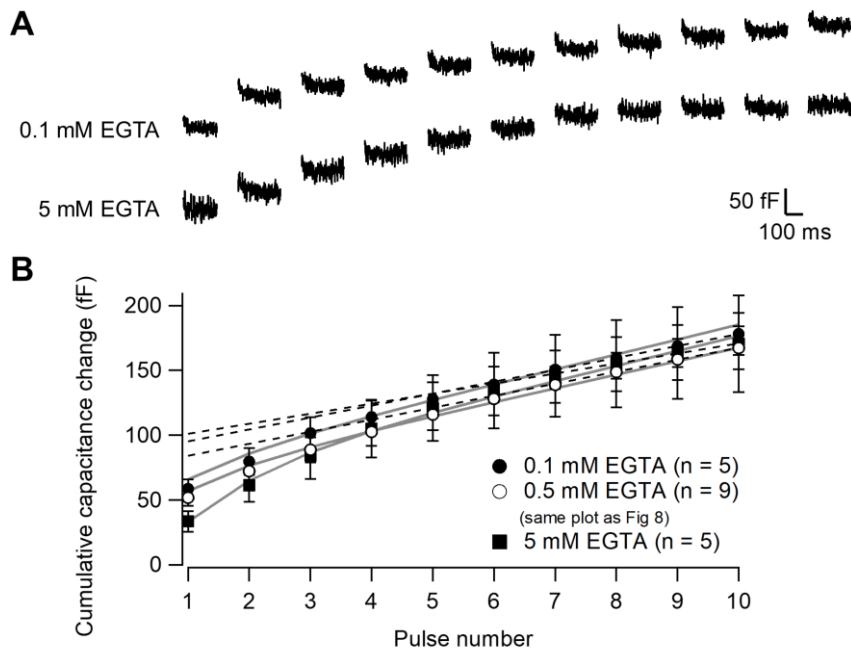 A
0.1 mM EGTA
5 mM EGTA
50 fF
100 ms
B
Cumulative capacitance change (fF)
200
150
100
50
0
0.1 mM EGTA (n = 5)
0.5 mM EGTA (n = 9)
(same plot as Fig 8)
5 mM EGTA (n = 5)
1 2 3 4 5 6 7 8 9 10
Pulse number